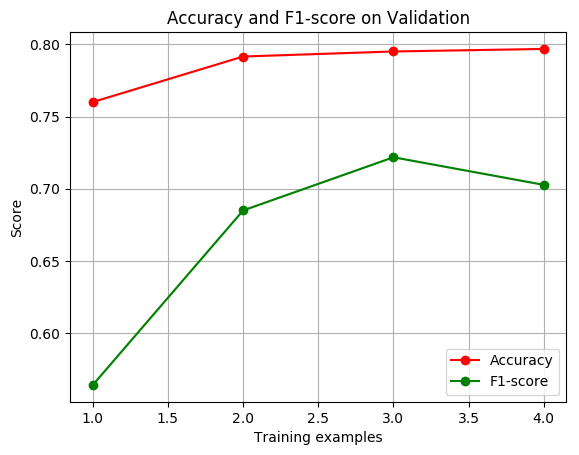 Accuracy and F1-score on Validation
0.80
0.75
0.70
0.65
0.60
Score
1.0 1.5 2.0 2.5 3.0 3.5 4.0
Training examples
Accuracy
F1-score